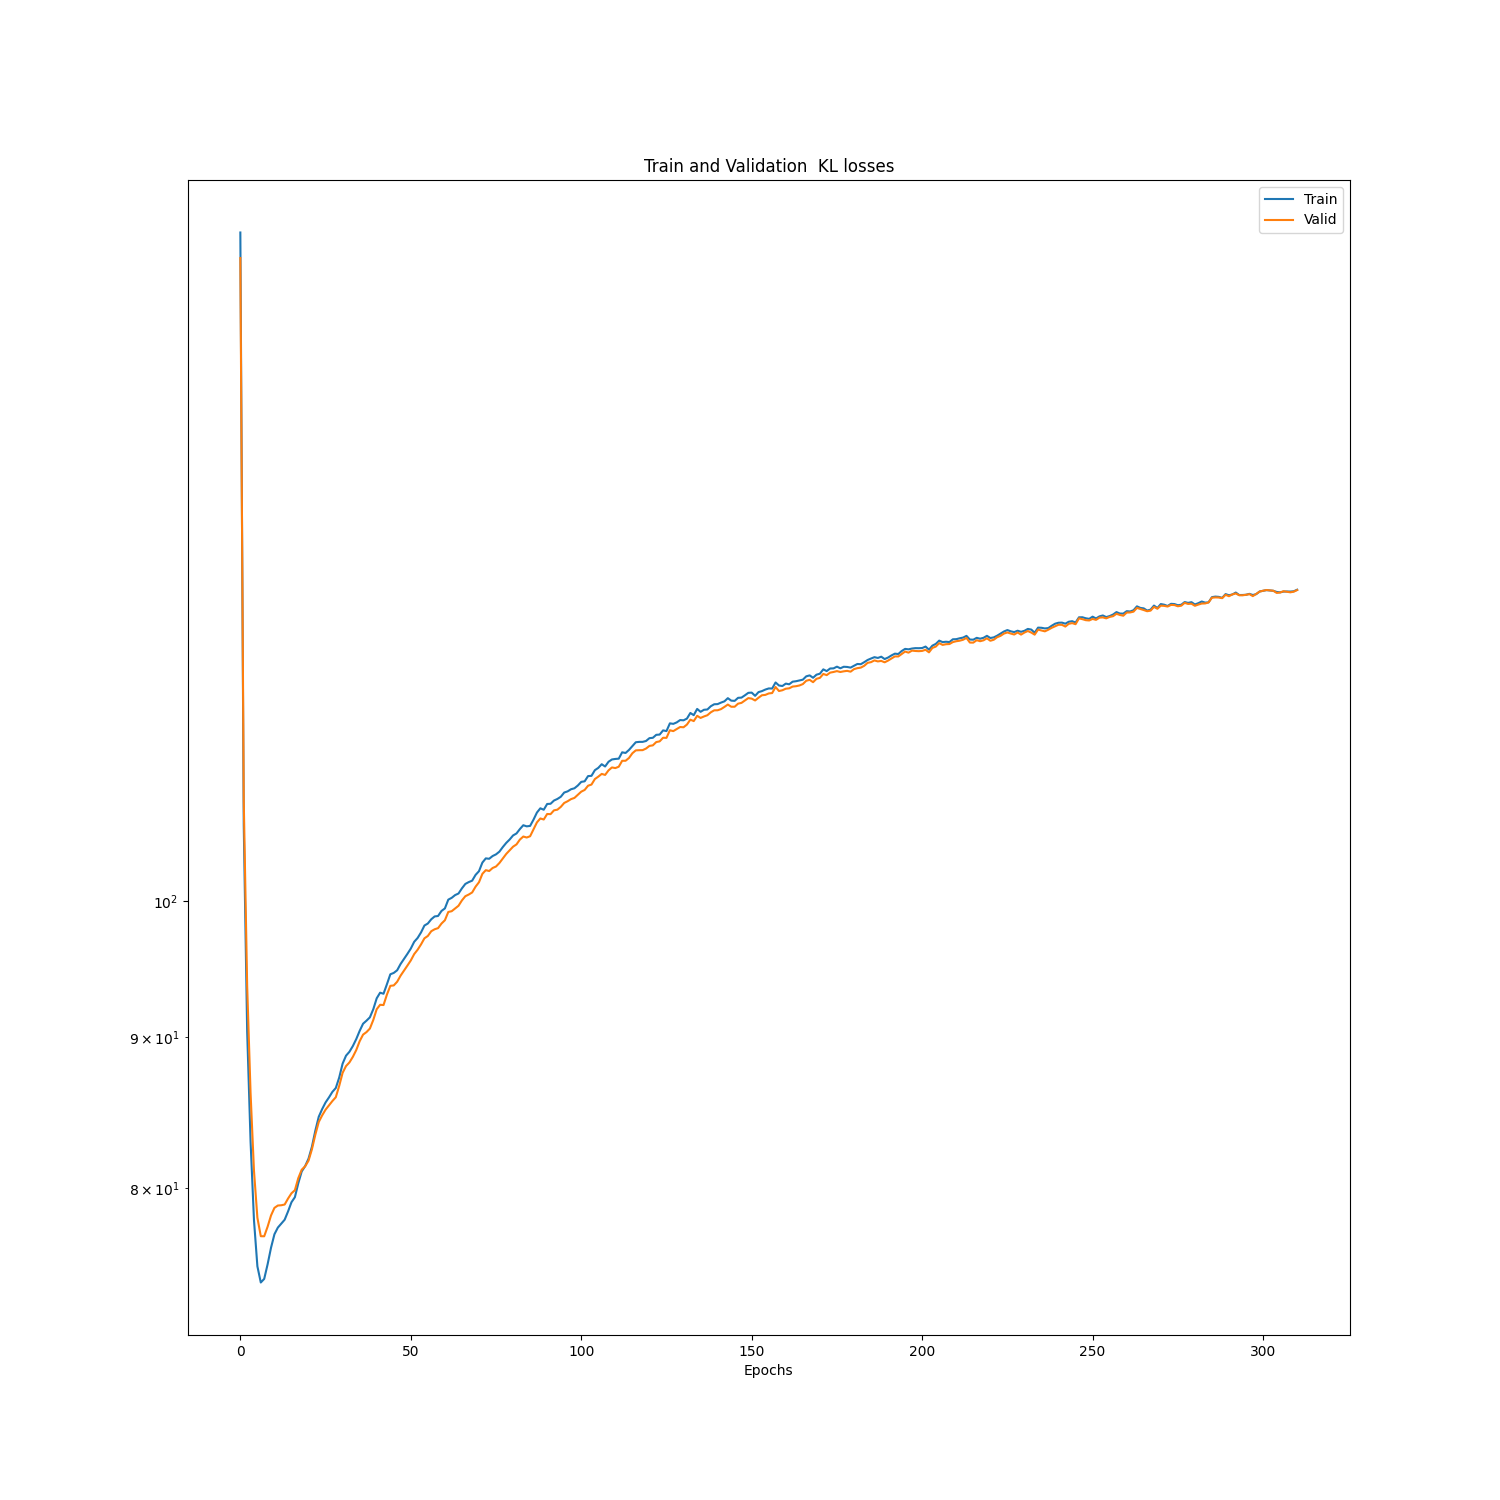 Train and Validation  KL losses
Train
Valid
10²
9 × 10¹
8 × 10¹
0 50 100 150 200 250 300
Epochs